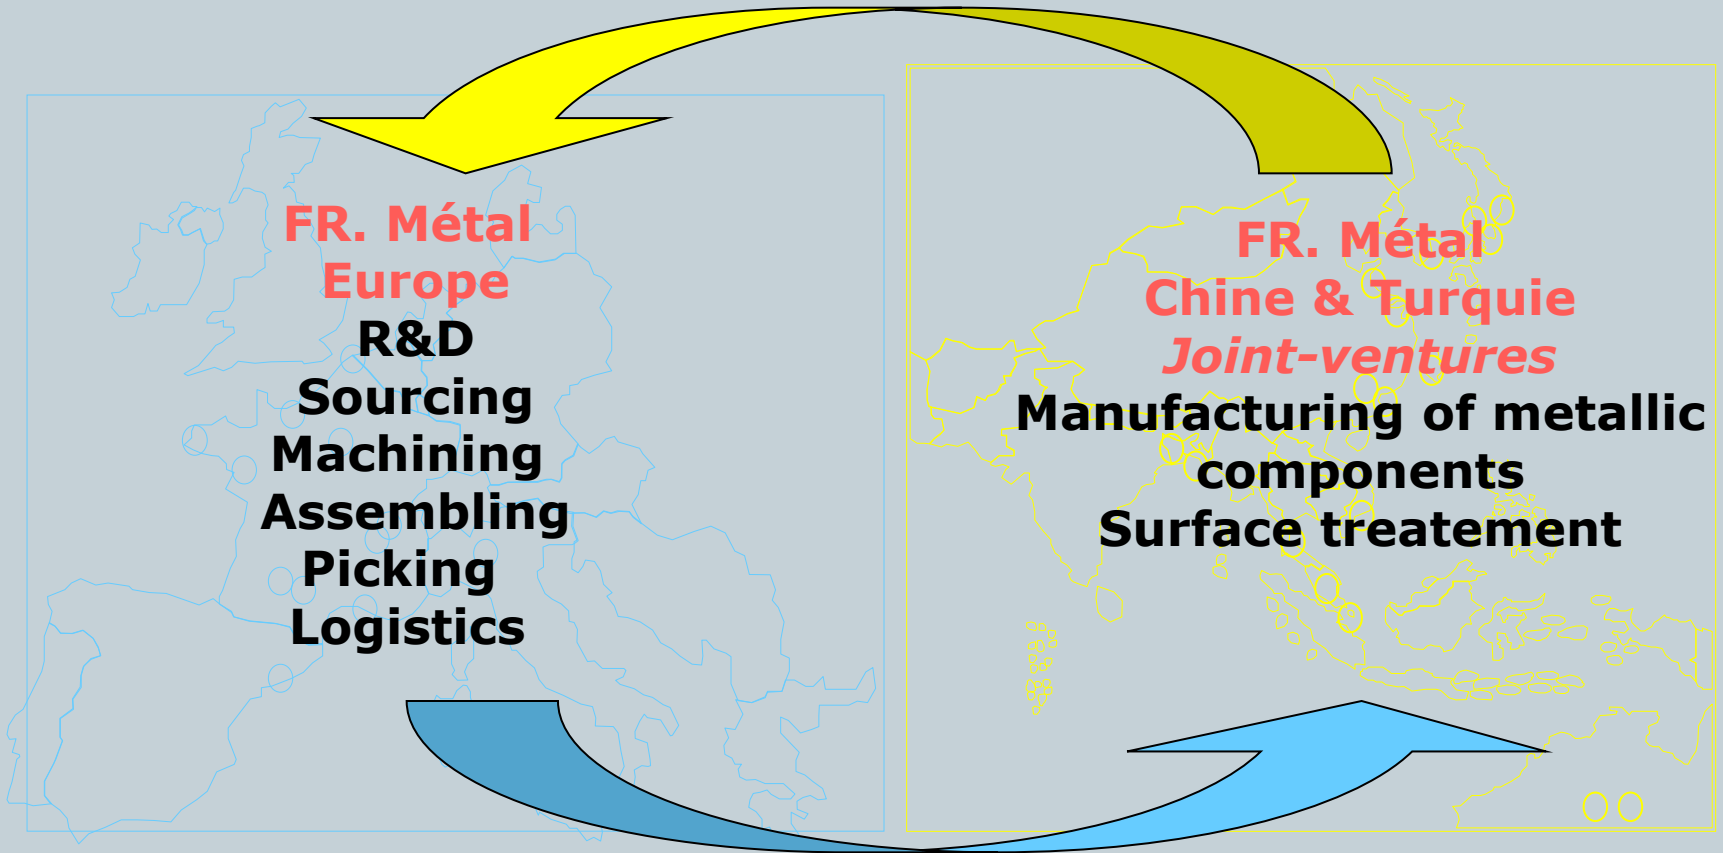 FR. Métal
Europe
R&D
Sourcing
Machining
Assembling
Picking
Logistics
FR. Métal
Chine & Turquie
Joint-ventures
Manufacturing of metallic
components
Surface treatement